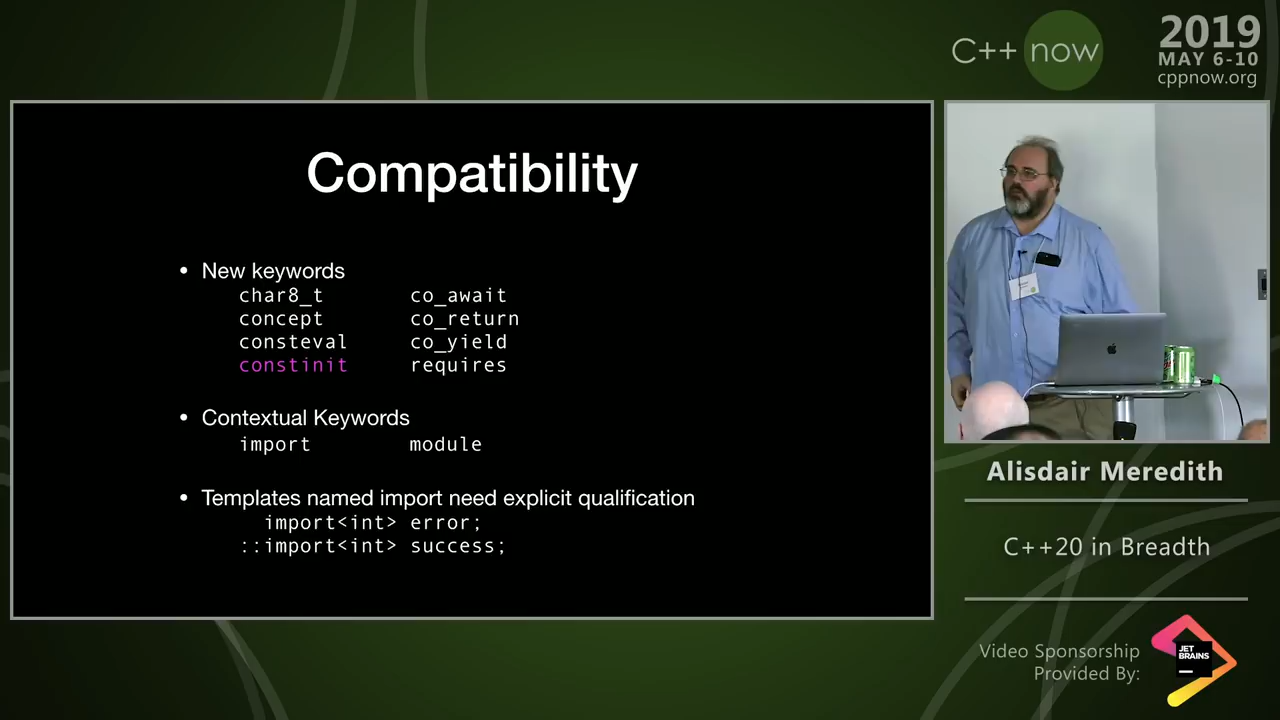 C++ now
2019
MAY 6-10
cppnow.org
Compatibility
• New keywords
char8_t co_await
concept co_return
consteval co_yield
constinit requires
• Contextual Keywords
import module
• Templates named import need explicit qualification
import<int> error;
::import<int> success;
Alisdair Meredith
C++20 in Breadth
Video Sponsorship
Provided By:
JET
BRAINS